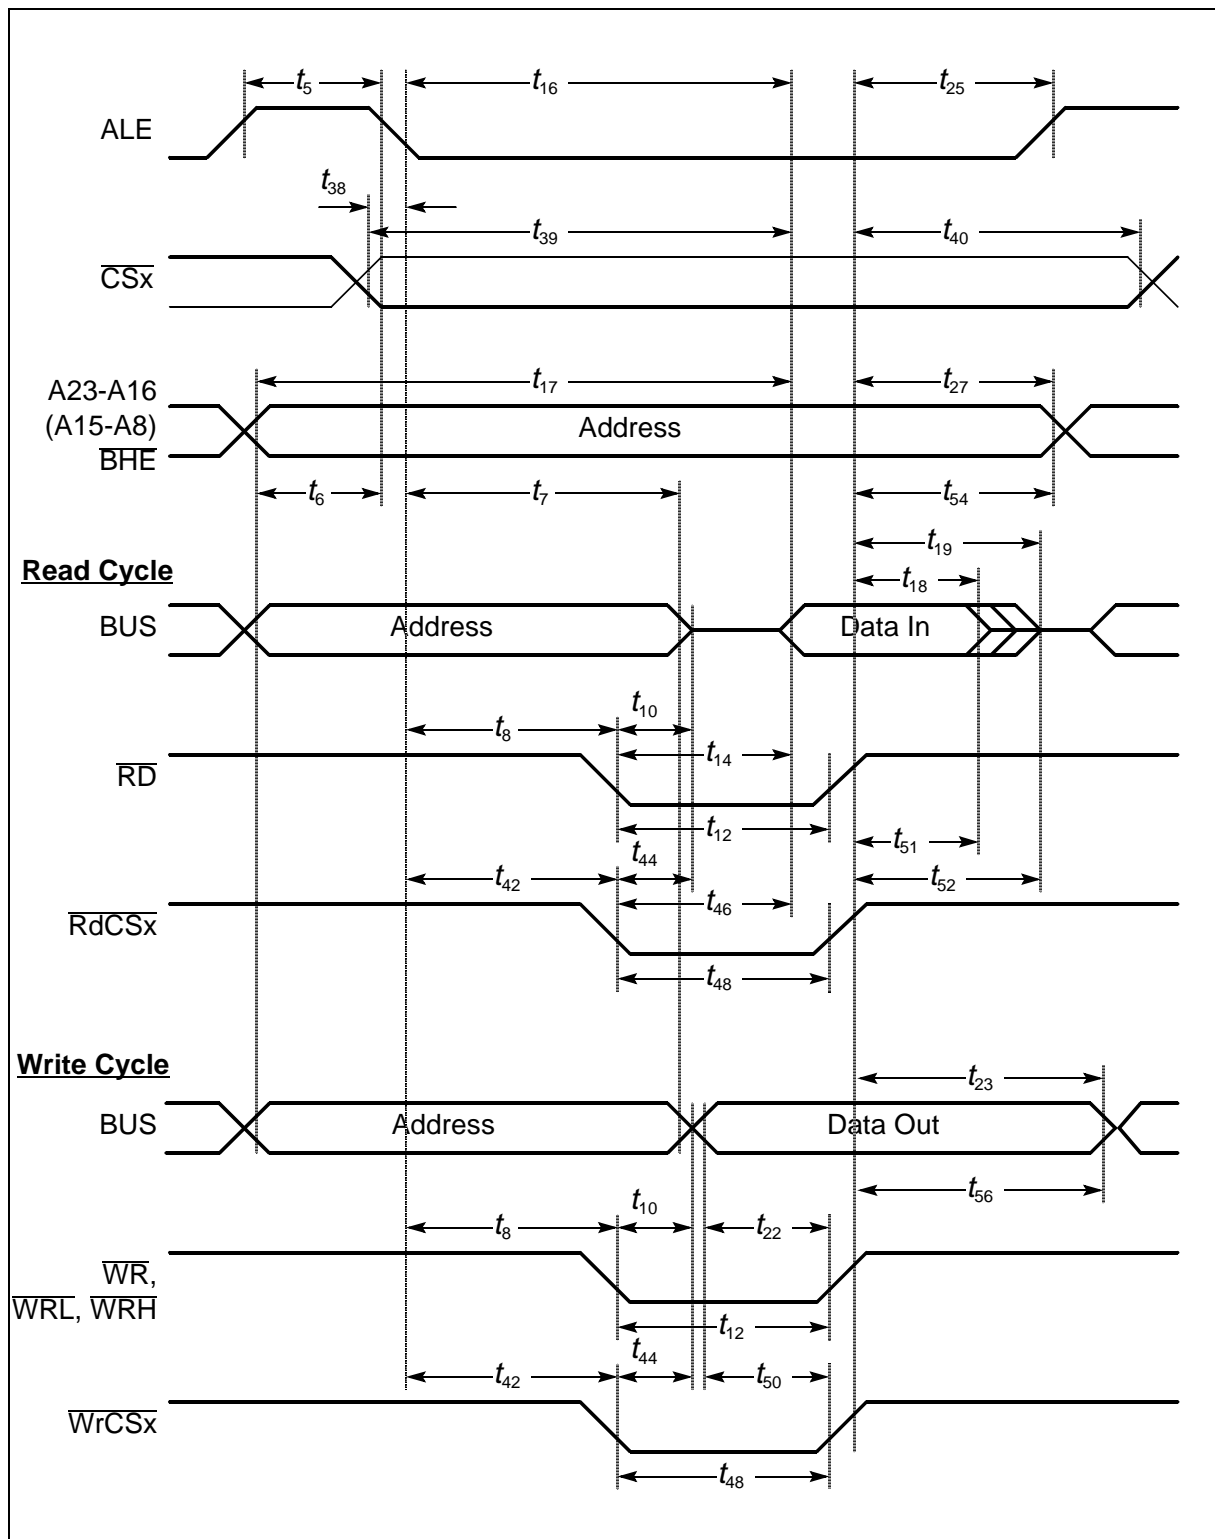 t5 t16 t25
ALE
t38
t39 t40
CSx
A23-A16 t17 t27
(A15-A8) Address
BHE
t6 t7 t54
t19
Read Cycle t18
BUS Address Data In
t10
t8
t14
RD
t12 t51
t44
t42 t52
t46
RdCSx
t48
Write Cycle
t23
BUS Address Data Out
t56
t10
t8 t22
WR,
WRL, WRH
t12
t44
t42 t50
WrCSx
t48